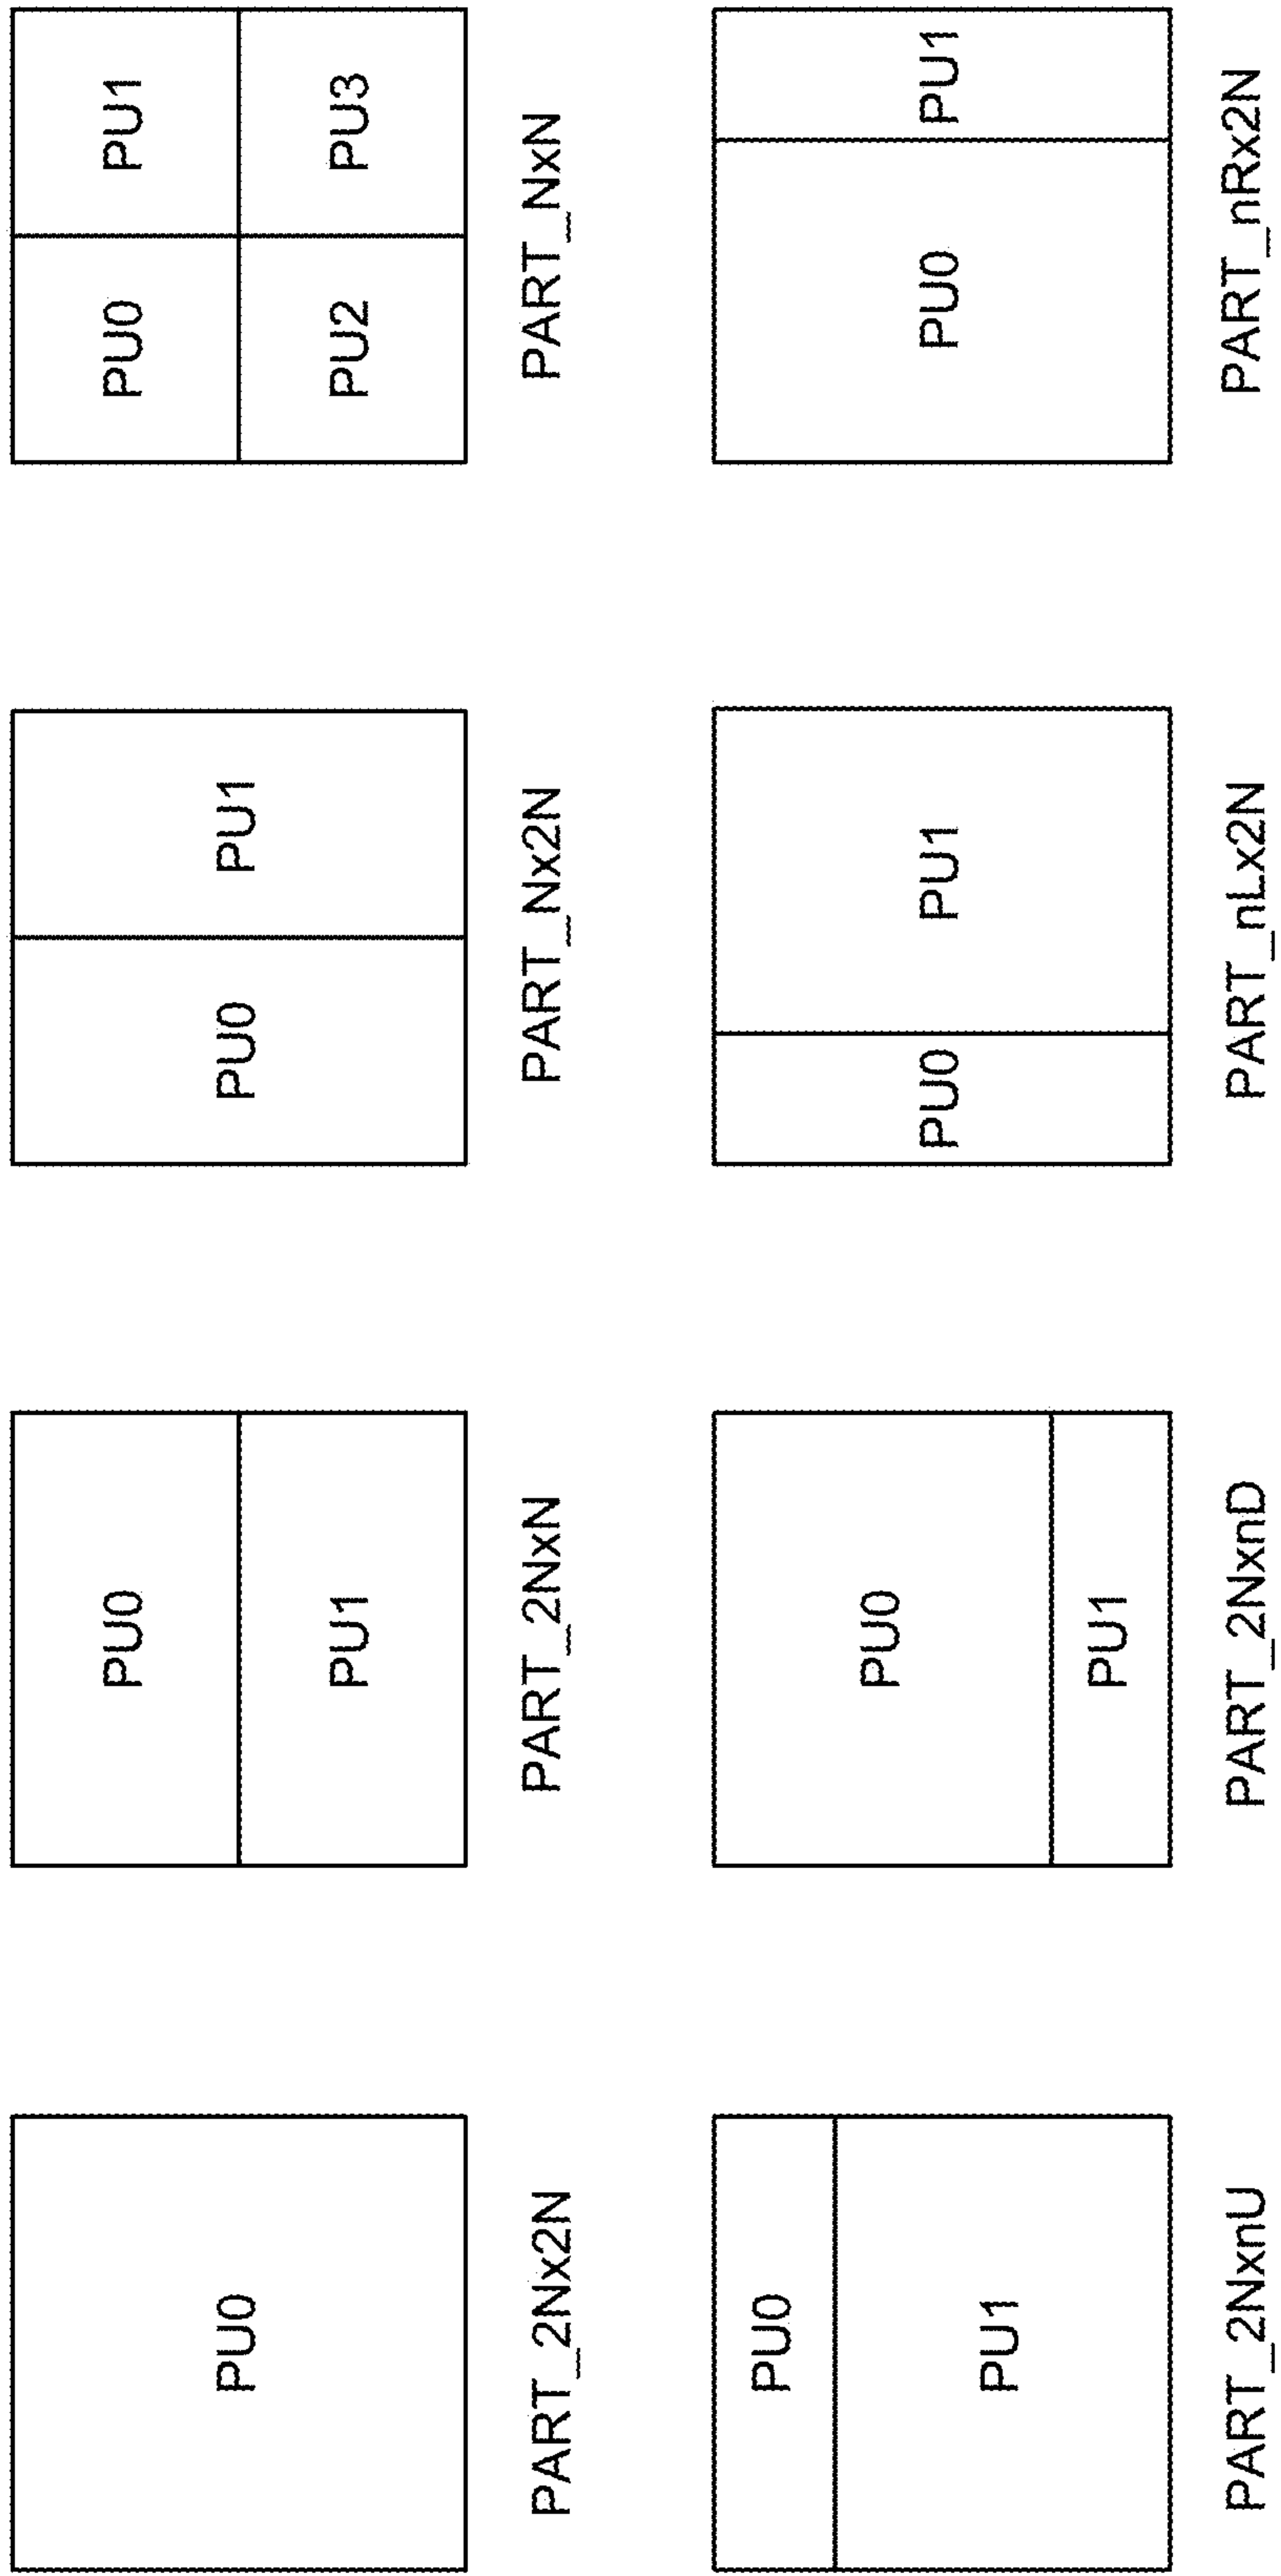 PU0
PART_2Nx2N
PU0
PU1
PART_2NxN
PU0
PU1
PART_Nx2N
PU0
PU1
PU2
PU3
PART_NxN
PU0
PU1
PART_2NxnU
PU0
PU1
PART_2NxnD
PU0
PU1
PART_nLx2N
PU0
PU1
PART_nRx2N